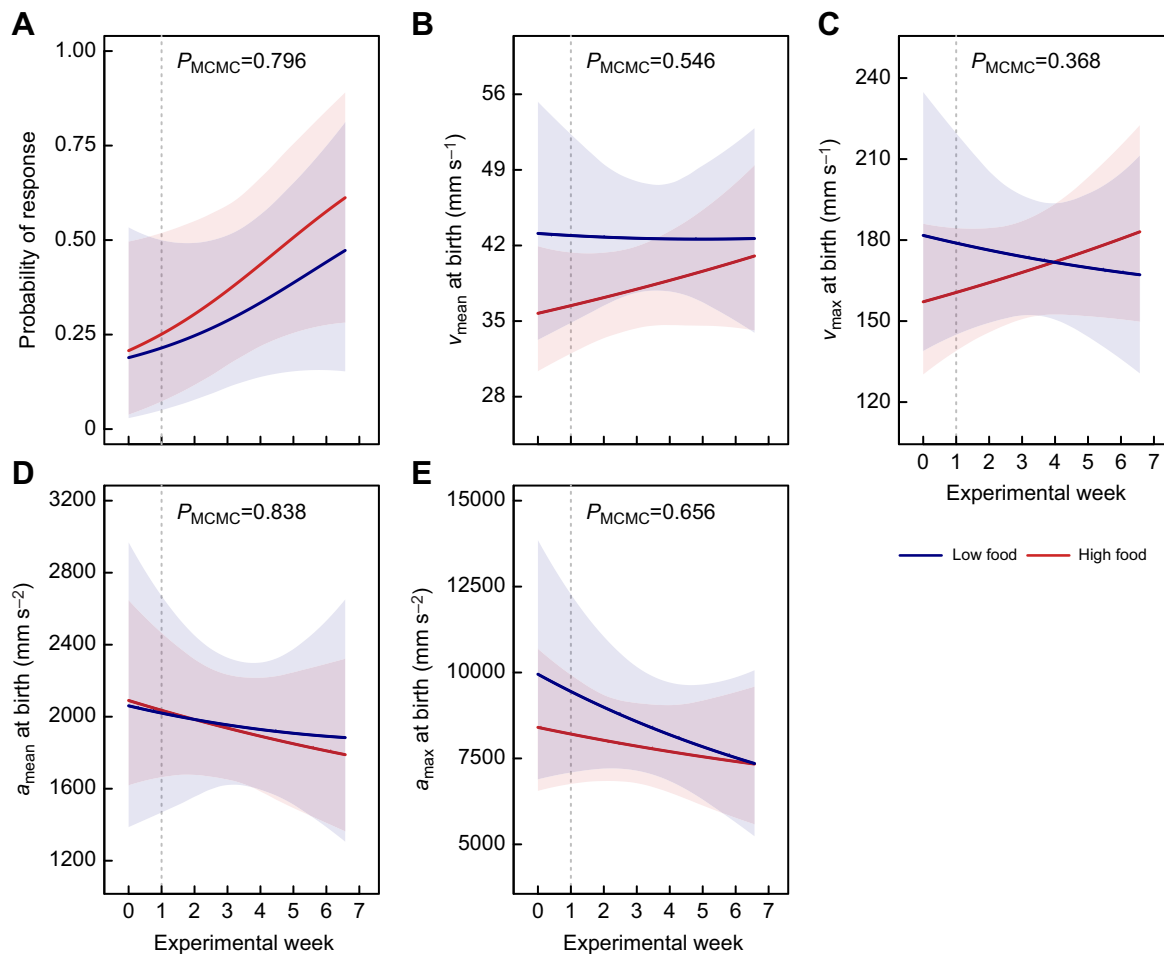 A
P_MCMC=0.796
1.00
0.75
0.50
0.25
0
Probability of response
B
P_MCMC=0.546
56
49
42
35
28
v_mean at birth (mm s⁻¹)
C
P_MCMC=0.368
240
210
180
150
120
v_max at birth (mm s⁻¹)
0 1 2 3 4 5 6 7
Experimental week
Low food High food
D
P_MCMC=0.838
3200
2800
2400
2000
1600
1200
a_mean at birth (mm s⁻²)
0 1 2 3 4 5 6 7
Experimental week
E
P_MCMC=0.656
15000
12500
10000
7500
5000
a_max at birth (mm s⁻²)
0 1 2 3 4 5 6 7
Experimental week